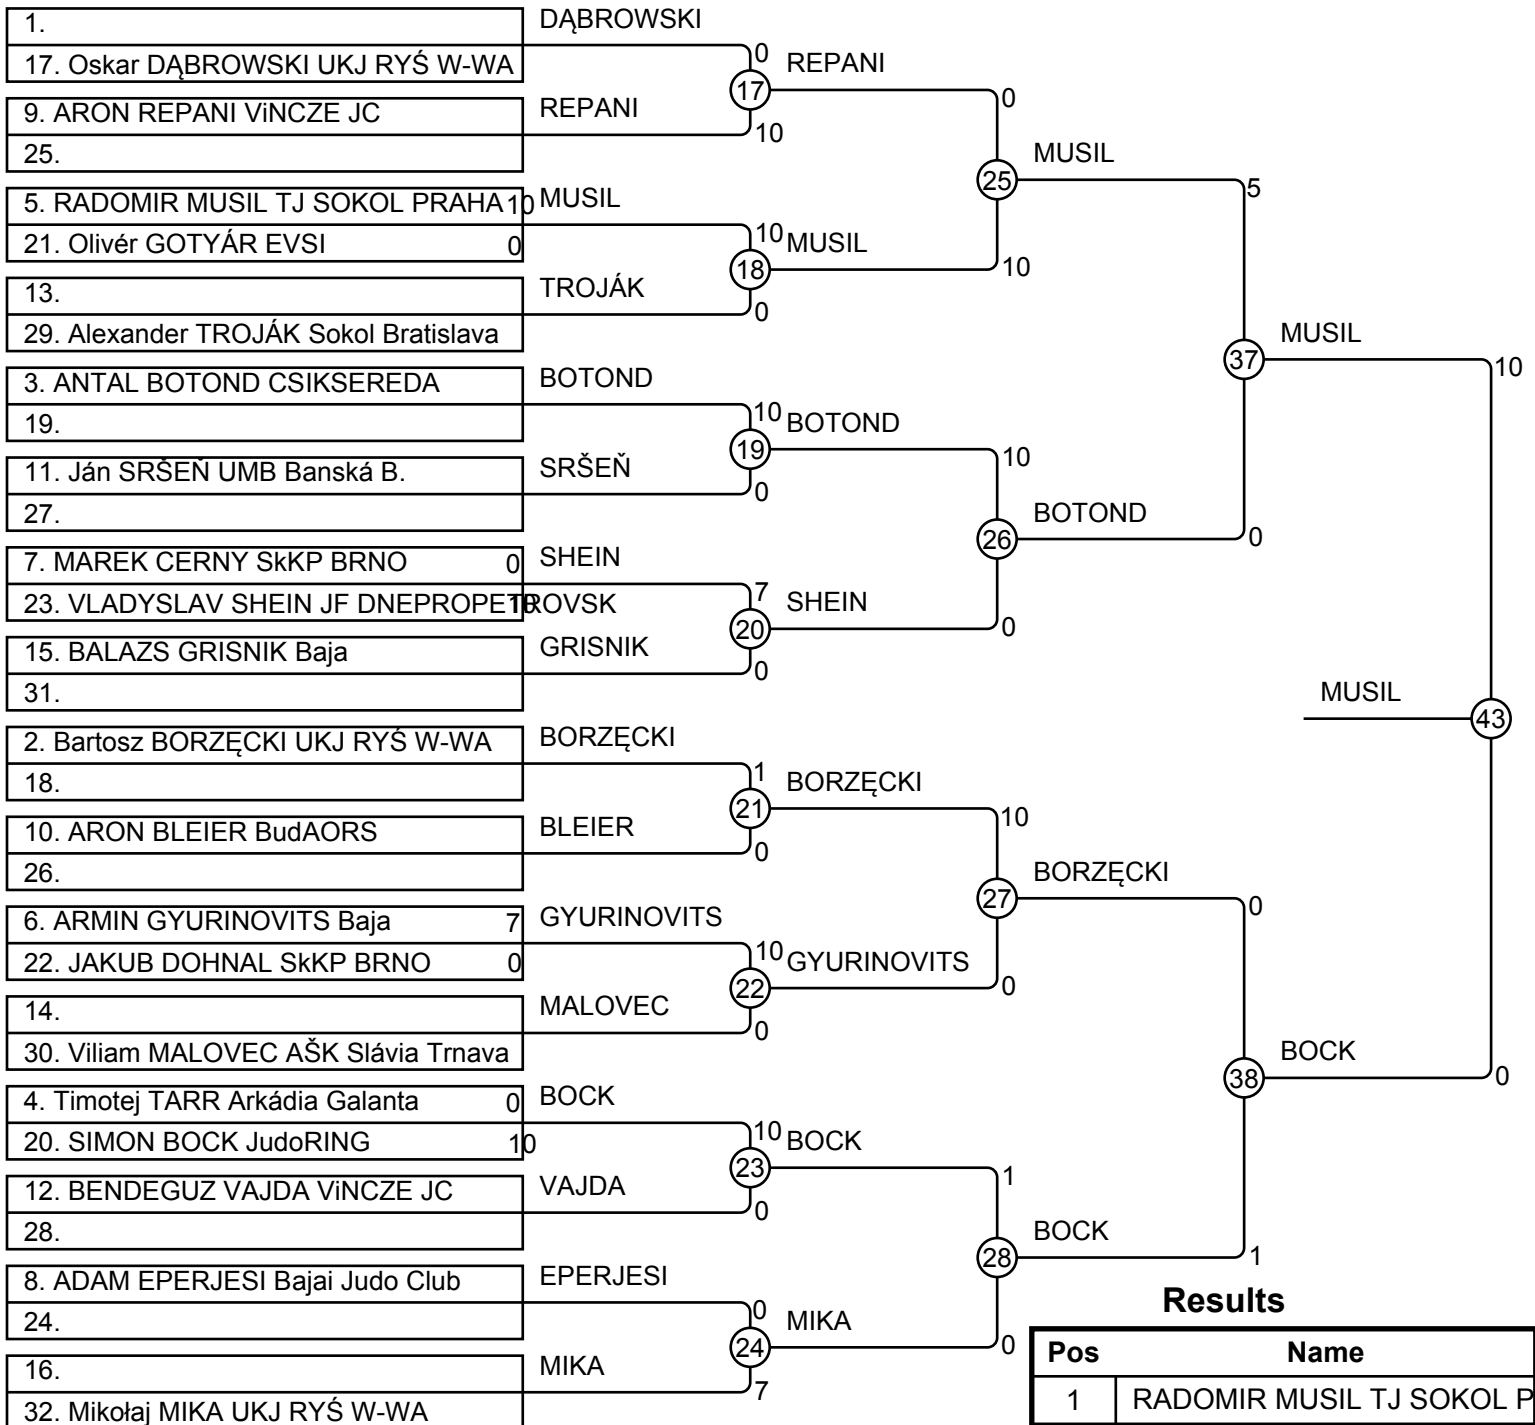 1.
17. Oskar DĄBROWSKI UKJ RYŚ W-WA
DĄBROWSKI
0
17
10
REPANI
9. ARON REPANI ViNCZE JC
25.
REPANI
0
25
10
MUSIL
5. RADOMIR MUSIL TJ SOKOL PRAHA 10
21. Olivér GOTYÁR EVSI 0
MUSIL
10
18
0
MUSIL
13.
29. Alexander TROJÁK Sokol Bratislava
TROJÁK
5
37
0
MUSIL
3. ANTAL BOTOND CSIKSEREDA
19.
BOTOND
10
19
0
BOTOND
11. Ján SRŠEŇ UMB Banská B.
27.
SRŠEŇ
10
26
0
BOTOND
7. MAREK CERNY SkKP BRNO 0
23. VLADYSLAV SHEIN JF DNEPROPETROVSK 10
SHEIN
7
20
0
SHEIN
15. BALAZS GRISNIK Baja
31.
GRISNIK
10
43
0
MUSIL
2. Bartosz BORZĘCKI UKJ RYŚ W-WA
18.
BORZĘCKI
1
21
0
BORZĘCKI
10. ARON BLEIER BudAORS
26.
BLEIER
10
27
0
BORZĘCKI
6. ARMIN GYURINOVITS Baja 7
22. JAKUB DOHNAL SkKP BRNO 0
GYURINOVITS
10
22
0
GYURINOVITS
14.
30. Viliam MALOVEC AŠK Slávia Trnava
MALOVEC
0
38
1
BOCK
4. Timotej TARR Arkádia Galanta 0
20. SIMON BOCK JudoRING 10
BOCK
10
23
0
BOCK
12. BENDEGUZ VAJDA ViNCZE JC
28.
VAJDA
1
28
0
BOCK
8. ADAM EPERJESI Bajai Judo Club
24.
EPERJESI
0
24
7
MIKA
16.
32. Mikołaj MIKA UKJ RYŚ W-WA
MIKA
Results
Pos Name
1 RADOMIR MUSIL TJ SOKOL P